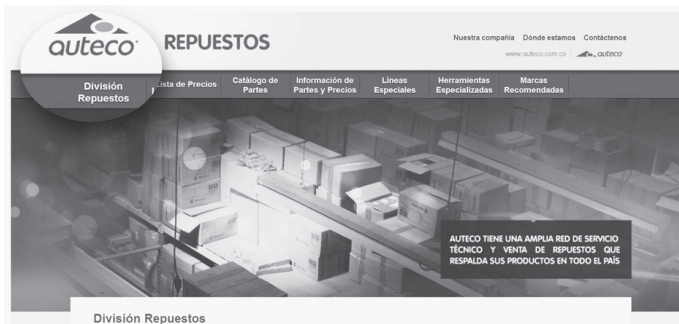 auteco
REPUESTOS
Nuestra compañía Dónde estamos Contáctenos
www.auteco.com.co auteco
División
Repuestos
Lista de Precios
Catálogo de
Partes
Información de
Partes y Precios
Líneas
Especiales
Herramientas
Especializadas
Marcas
Recomendadas
AUTECO TIENE UNA AMPLIA RED DE SERVICIO
TÉCNICO Y VENTA DE REPUESTOS QUE
RESPALDA SUS PRODUCTOS EN TODO EL PAÍS
División Repuestos